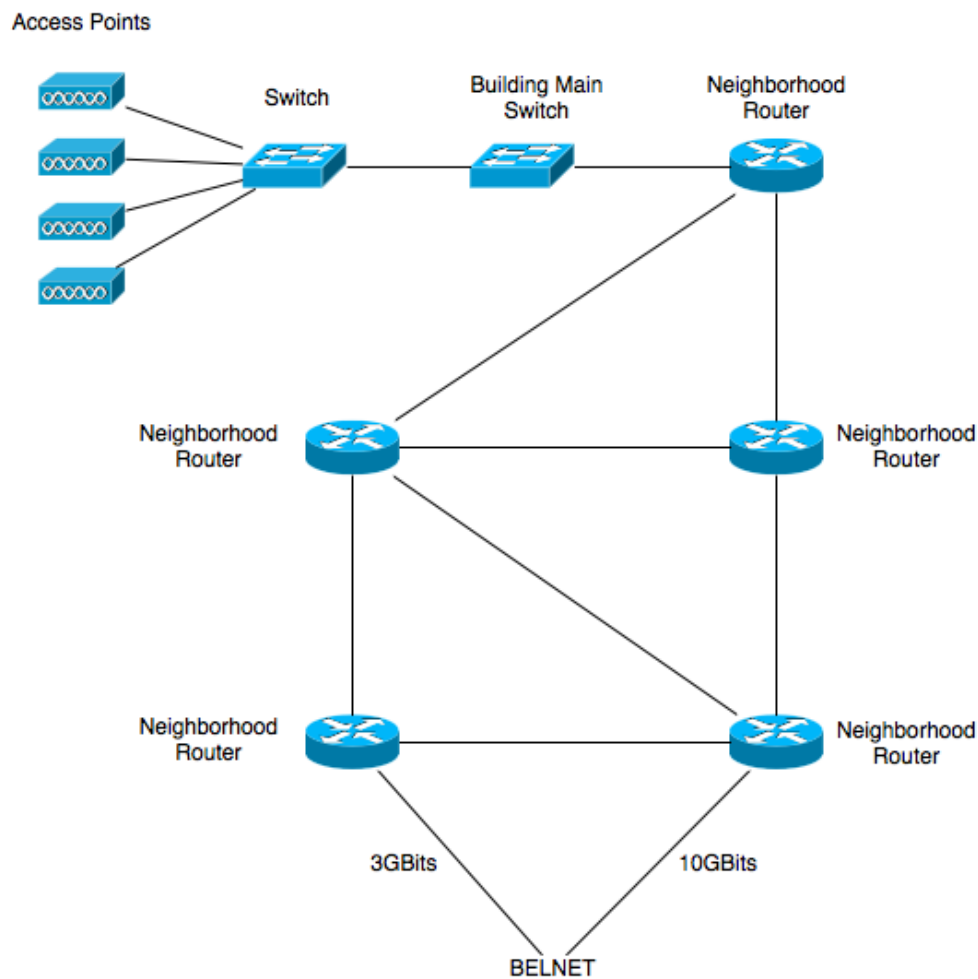 Access Points
Switch
Building Main
Switch
Neighborhood
Router
Neighborhood
Router
Neighborhood
Router
Neighborhood
Router
Neighborhood
Router
3GBits
10GBits
BELNET